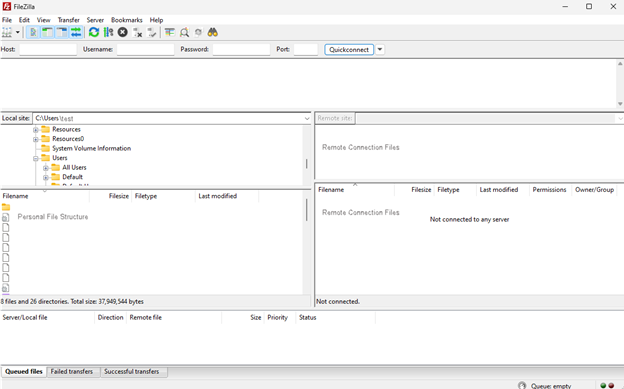 FileZilla
File Edit View Transfer Server Bookmarks Help
Host: Username: Password: Port: Quickconnect
Local site: C:\Users\test
Remote site:
Resources
Resources0
System Volume Information
Users
All Users
Default
Remote Connection Files
Filename Filesize Filetype Last modified
Personal File Structure
8 files and 26 directories. Total size: 37,949,544 bytes
Filename Filesize Filetype Last modified Permissions Owner/Group
Remote Connection Files
Not connected to any server
Not connected.
Server/Local file Direction Remote file Size Priority Status
Queued files Failed transfers Successful transfers
Queue: empty